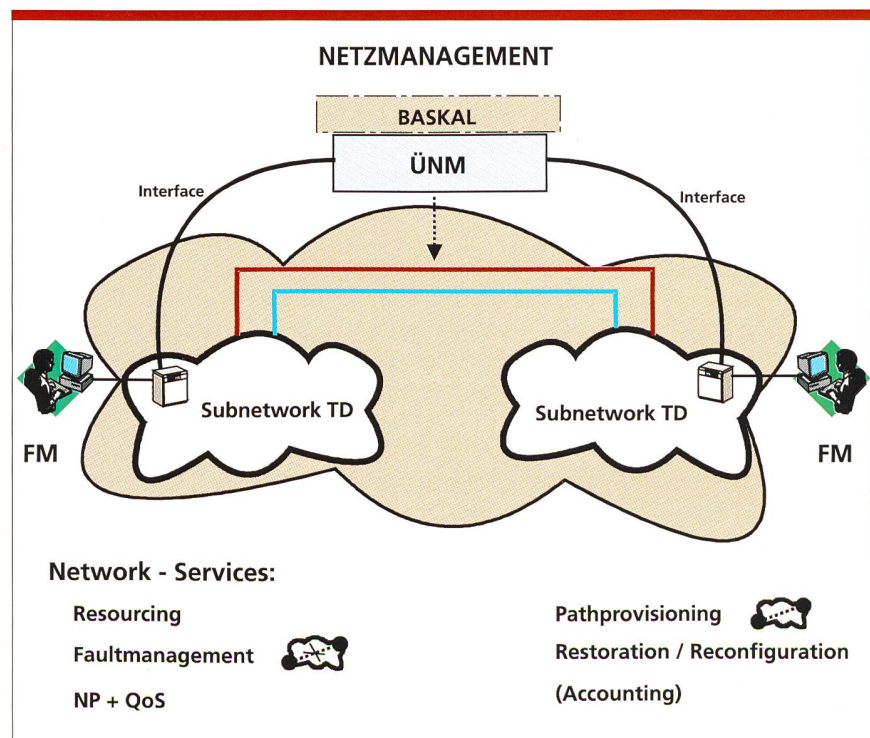 NETZMANAGEMENT
BASKAL
ÜNM
Interface
Interface
Subnetwork TD
Subnetwork TD
FM
FM
Network - Services:
Resourcing
Pathprovisioning
Faultmanagement
Restoration / Reconfiguration
NP + QoS
(Accounting)